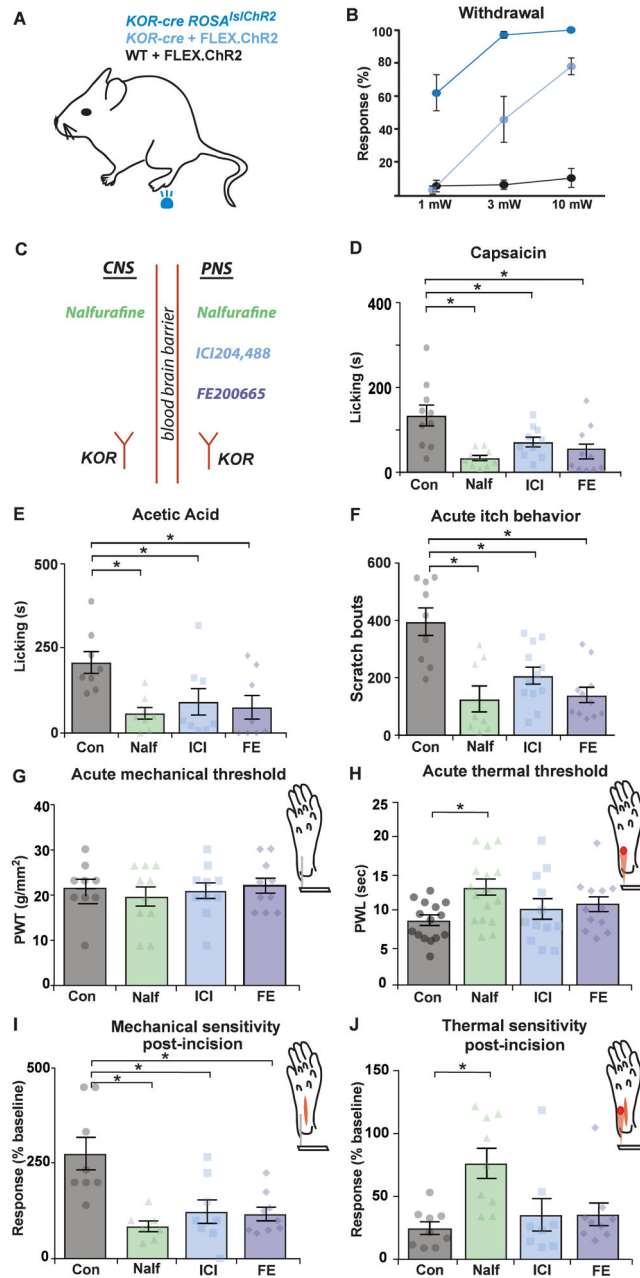 A
KOR-cre ROSA^lslChR2
KOR-cre + FLEX.ChR2
WT + FLEX.ChR2
B
Withdrawal
Response (%)
100
80
60
40
20
1 mW 3 mW 10 mW
C
CNS PNS
blood brain barrier
Nalfurafine Nalfurafine
ICI204,488
FE200665
KOR KOR
D
Capsaicin
Licking (s)
400
200
0
* * *
Con Nalf ICI FE
E
Acetic Acid
Licking (s)
500
250
0
* * *
Con Nalf ICI FE
F
Acute itch behavior
Scratch bouts
600
400
200
0
* * *
Con Nalf ICI FE
G
Acute mechanical threshold
PWT (g/mm²)
40
30
20
10
0
Con Nalf ICI FE
H
Acute thermal threshold
PWL (sec)
25
20
15
10
5
0
*
Con Nalf ICI FE
I
Mechanical sensitivity
post-incision
Response (% baseline)
500
250
0
* * *
Con Nalf ICI FE
J
Thermal sensitivity
post-incision
Response (% baseline)
150
100
50
0
*
Con Nalf ICI FE